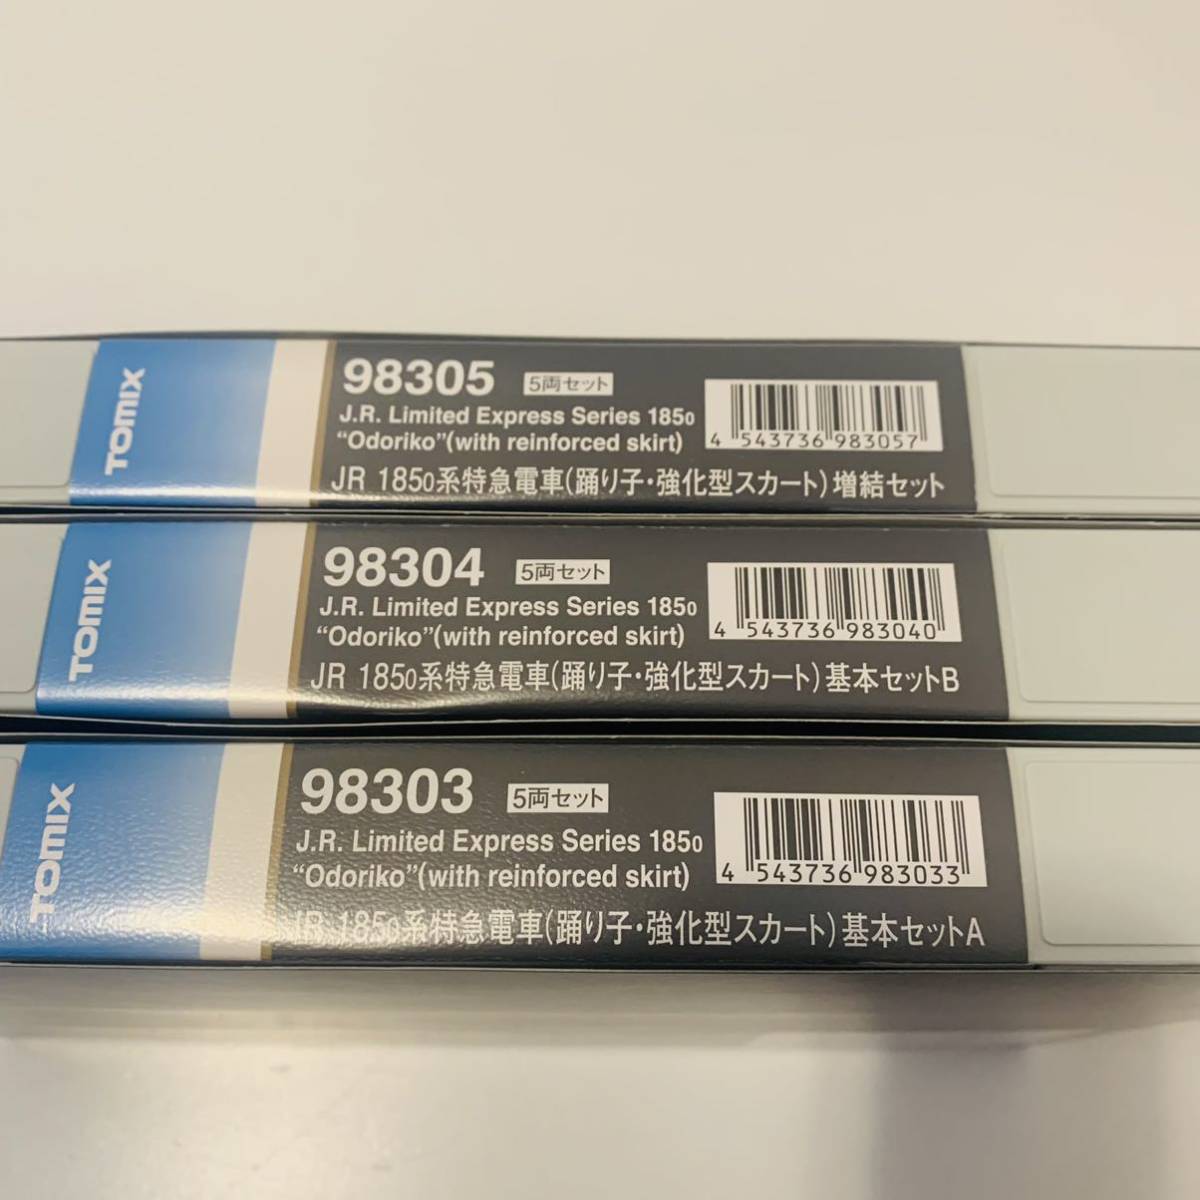 TOMIX
98305 5両セット
J.R. Limited Express Series 185₀
“Odoriko”(with reinforced skirt)
JR 185₀系特急電車(踊り子・強化型スカート)増結セット
4 543736 983057
TOMIX
98304 5両セット
J.R. Limited Express Series 185₀
“Odoriko”(with reinforced skirt)
JR 185₀系特急電車(踊り子・強化型スカート)基本セットB
4 543736 983040
TOMIX
98303 5両セット
J.R. Limited Express Series 185₀
“Odoriko”(with reinforced skirt)
JR 185₀系特急電車(踊り子・強化型スカート)基本セットA
4 543736 983033